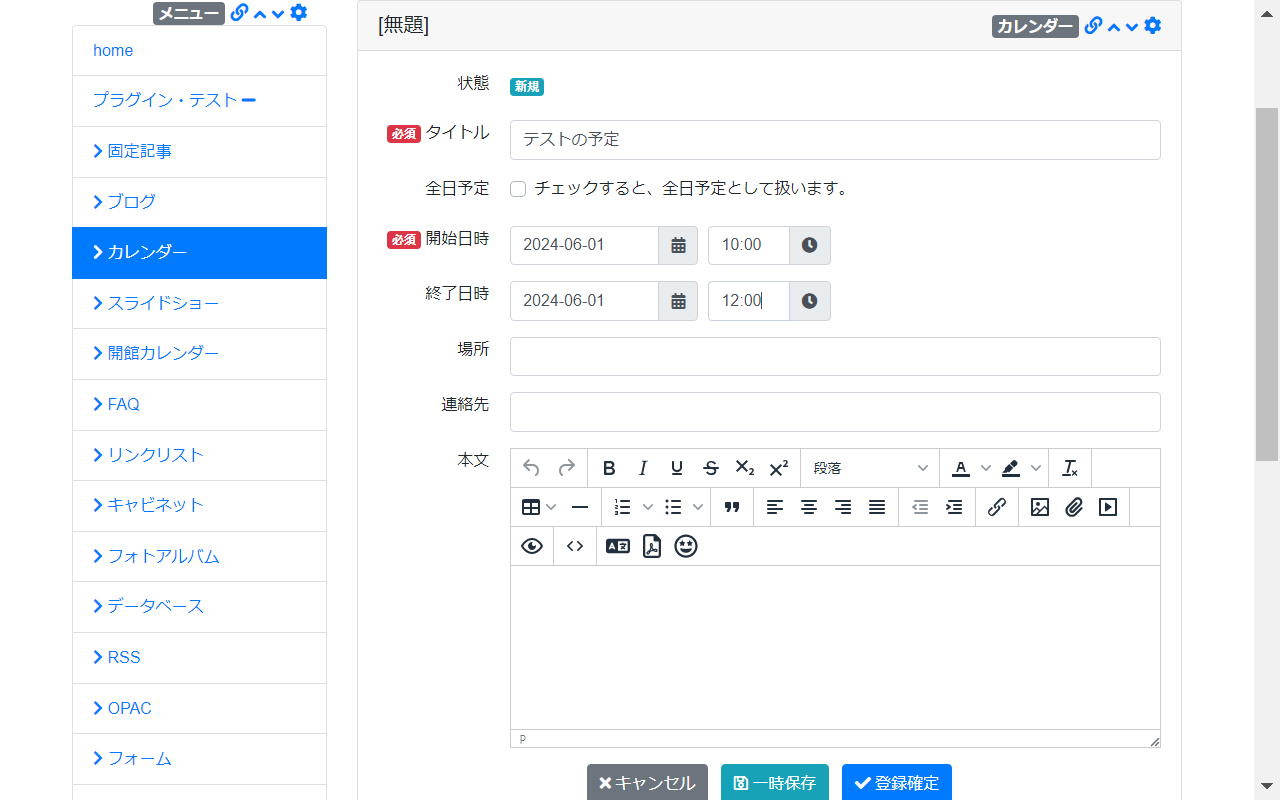 メニュー
home
プラグイン・テスト
固定記事
ブログ
カレンダー
スライドショー
開館カレンダー
FAQ
リンクリスト
キャビネット
フォトアルバム
データベース
RSS
OPAC
フォーム
[無題]
カレンダー
状態 新規
必須 タイトル テストの予定
全日予定 チェックすると、全日予定として扱います。
必須 開始日時 2024-06-01 10:00
終了日時 2024-06-01 12:00
場所
連絡先
本文
段落
P
キャンセル 一時保存 登録確定